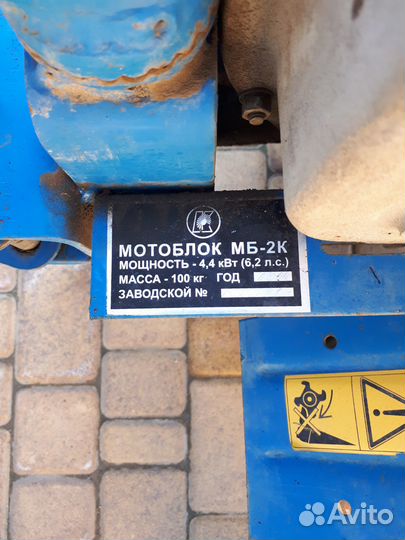 МОТОБЛОК МБ-2К
МОЩНОСТЬ - 4,4 кВт (6,2 л.с.)
МАССА - 100 кг ГОД
ЗАВОДСКОЙ №
Avito